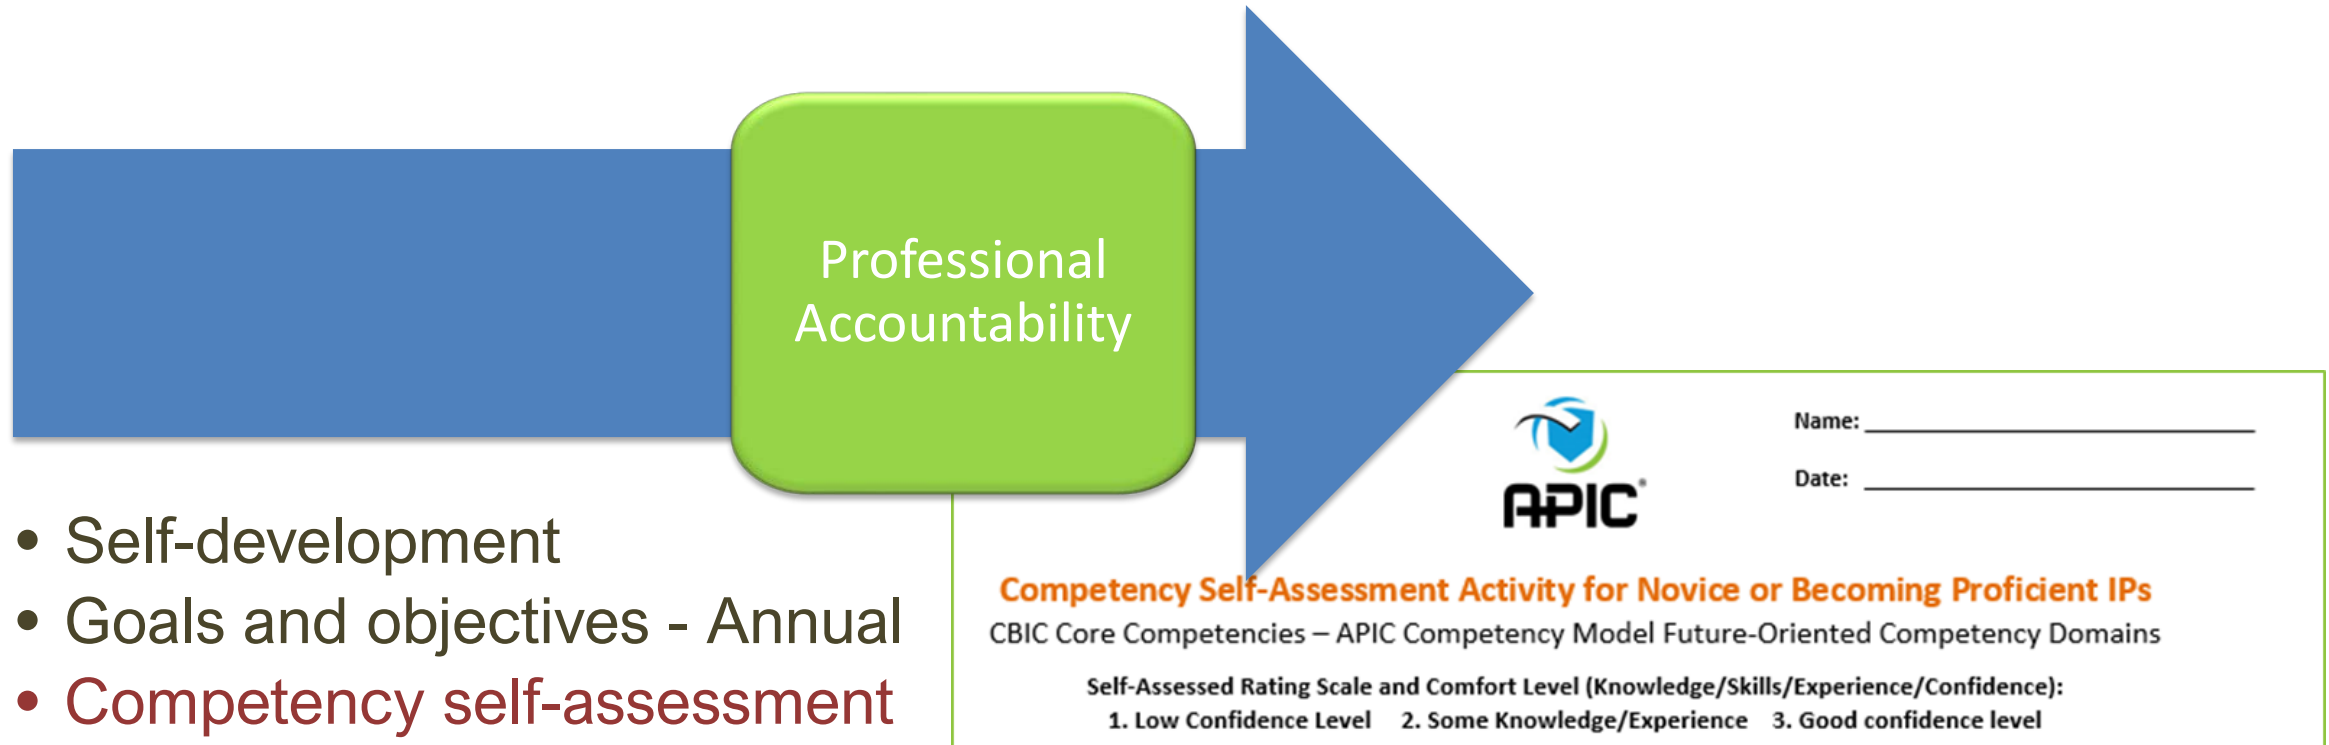 Professional
Accountability
• Self-development
• Goals and objectives - Annual
• Competency self-assessment
APIC®
Name:
Date:
Competency Self-Assessment Activity for Novice or Becoming Proficient IPs
CBIC Core Competencies – APIC Competency Model Future-Oriented Competency Domains
Self-Assessed Rating Scale and Comfort Level (Knowledge/Skills/Experience/Confidence):
1. Low Confidence Level 2. Some Knowledge/Experience 3. Good confidence level